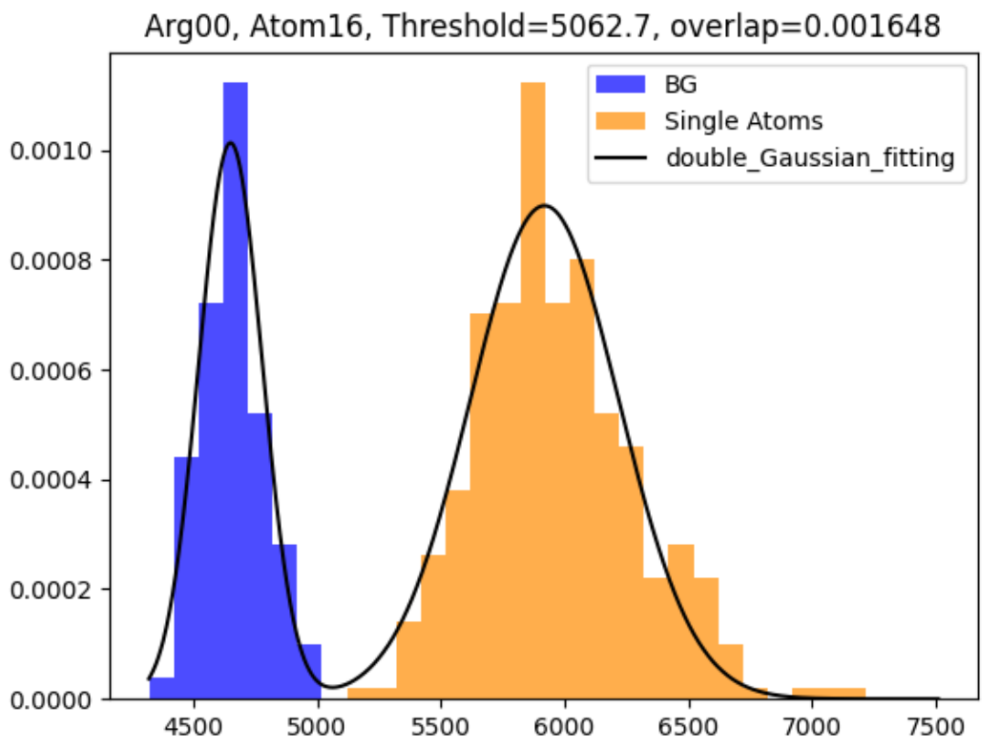 Arg00, Atom16, Threshold=5062.7, overlap=0.001648
BG
Single Atoms
double_Gaussian_fitting
0.0010
0.0008
0.0006
0.0004
0.0002
0.0000
4500 5000 5500 6000 6500 7000 7500